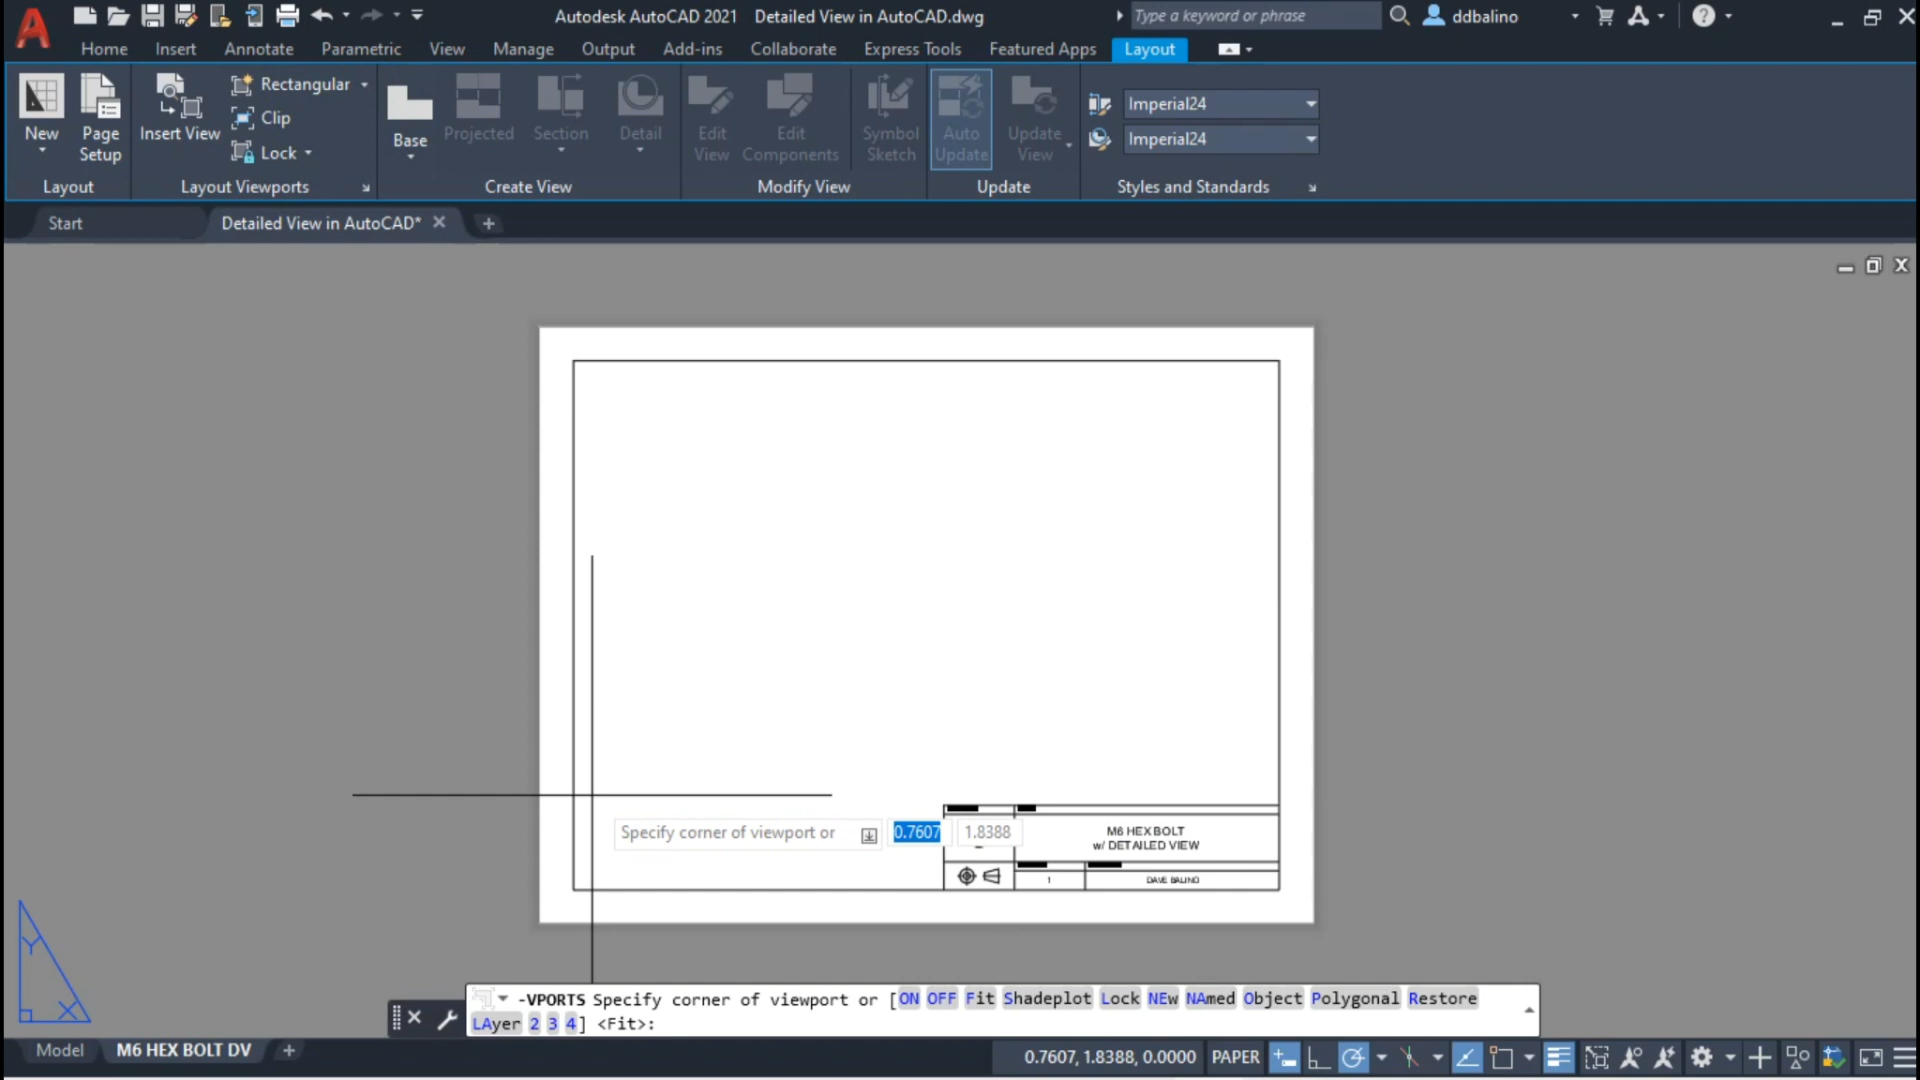 Autodesk AutoCAD 2021 Detailed View in AutoCAD.dwg
Type a keyword or phrase
ddbalino
Home Insert Annotate Parametric View Manage Output Add-ins Collaborate Express Tools Featured Apps Layout
New
Page Setup
Insert View
Rectangular
Clip
Lock
Base
Projected
Section
Detail
Edit View
Edit Components
Symbol Sketch
Auto Update
Update View
Imperial24
Imperial24
Layout
Layout Viewports
Create View
Modify View
Update
Styles and Standards
Start
Detailed View in AutoCAD*
Specify corner of viewport or 0.7607 1.8388
M6 HEX BOLT
w/ DETAILED VIEW
1
DAVE BALINO
Y
X
-VPORTS Specify corner of viewport or [ON OFF Fit Shadeplot Lock NEw NAmed Object Polygonal Restore
LAyer 2 3 4] <Fit>:
Model
M6 HEX BOLT DV
0.7607, 1.8388, 0.0000 PAPER